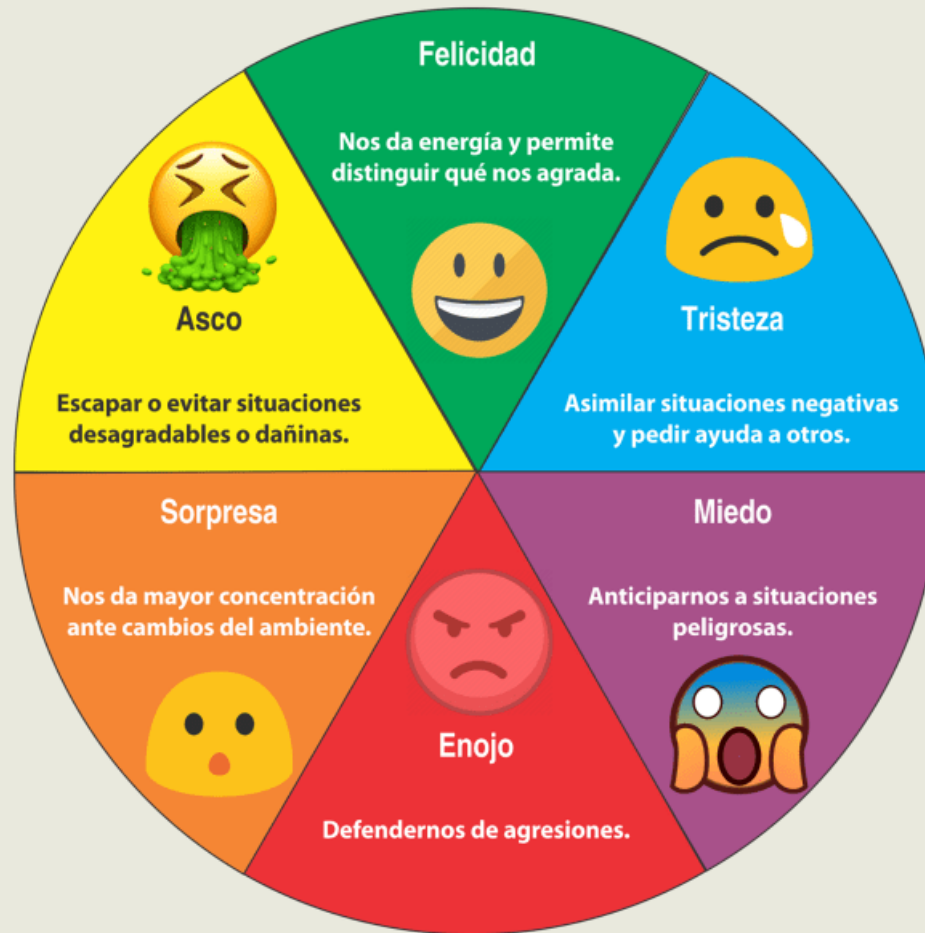 Felicidad
Nos da energía y permite
distinguir qué nos agrada.
Tristeza
Asimilar situaciones negativas
y pedir ayuda a otros.
Miedo
Anticiparnos a situaciones
peligrosas.
Enojo
Defendernos de agresiones.
Sorpresa
Nos da mayor concentración
ante cambios del ambiente.
Asco
Escapar o evitar situaciones
desagradables o dañinas.